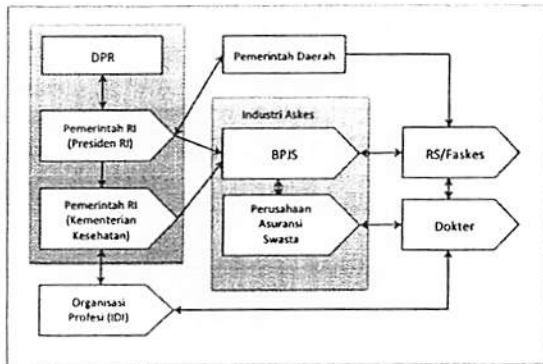 DPR
Pemerintah Daerah
Pemerintah RI
(Presiden RI)
Industri Askes
BPJS
RS/Faskes
Pemerintah RI
(Kementerian
Kesehatan)
Perusahaan
Asuransi
Swasta
Dokter
Organisasi
Profesi (IDI)